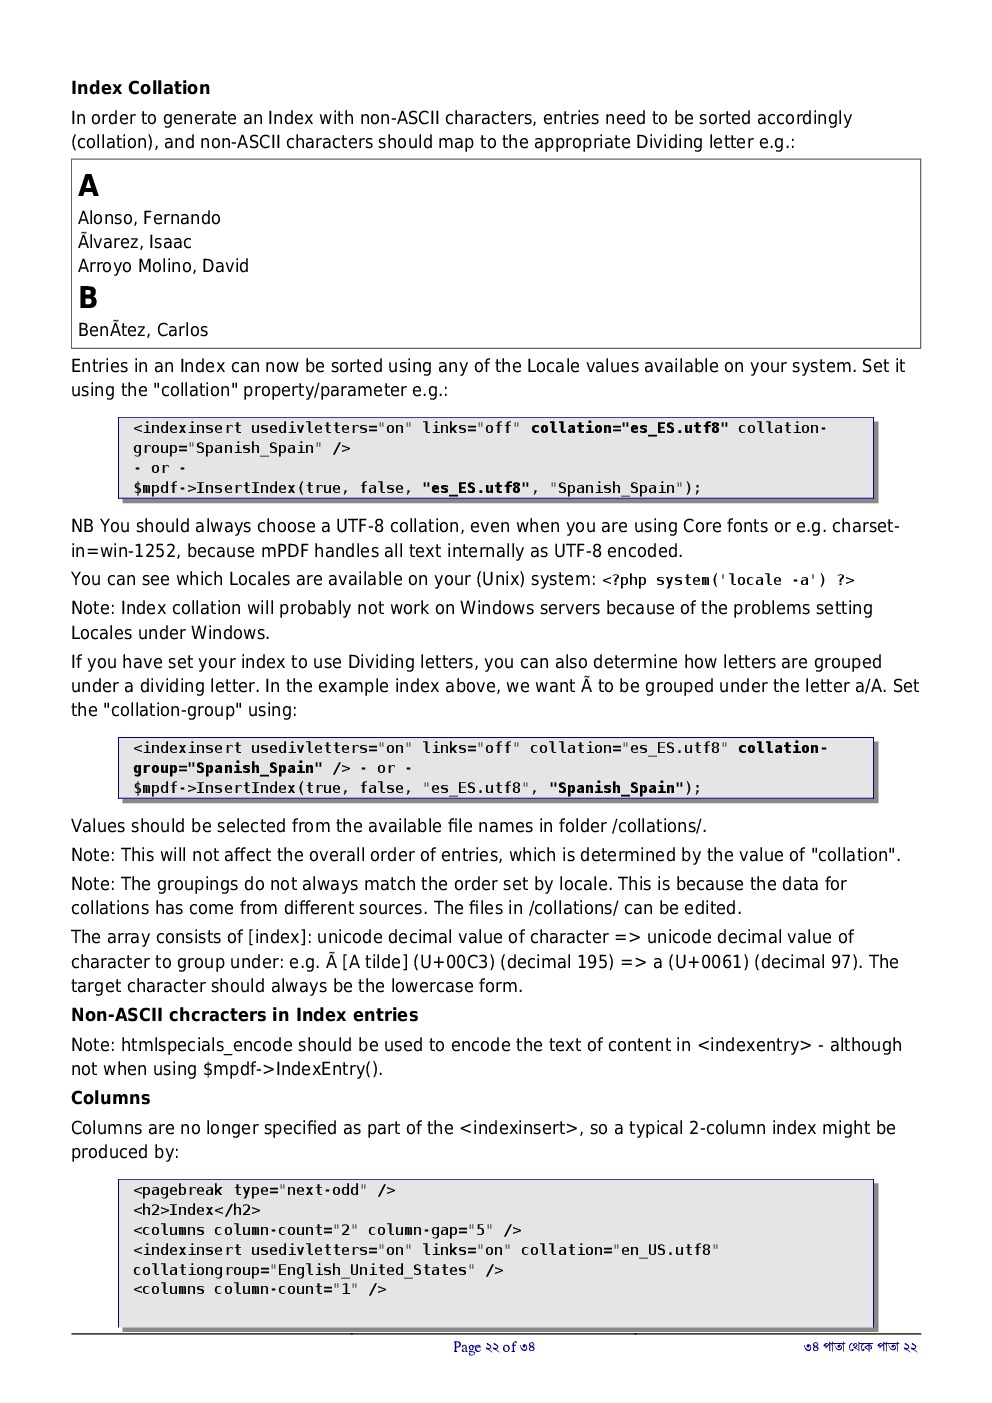 Index Collation
In order to generate an Index with non-ASCII characters, entries need to be sorted accordingly
(collation), and non-ASCII characters should map to the appropriate Dividing letter e.g.:
A
Alonso, Fernando
Ãlvarez, Isaac
Arroyo Molino, David
B
BenÃtez, Carlos
Entries in an Index can now be sorted using any of the Locale values available on your system. Set it
using the "collation" property/parameter e.g.:
<indexinsert usedivletters="on" links="off" collation="es_ES.utf8" collation-
group="Spanish_Spain" />
- or -
$mpdf->InsertIndex(true, false, "es_ES.utf8", "Spanish_Spain");
NB You should always choose a UTF-8 collation, even when you are using Core fonts or e.g. charset-
in=win-1252, because mPDF handles all text internally as UTF-8 encoded.
You can see which Locales are available on your (Unix) system: <?php system('locale -a') ?>
Note: Index collation will probably not work on Windows servers because of the problems setting
Locales under Windows.
If you have set your index to use Dividing letters, you can also determine how letters are grouped
under a dividing letter. In the example index above, we want Ã to be grouped under the letter a/A. Set
the "collation-group" using:
<indexinsert usedivletters="on" links="off" collation="es_ES.utf8" collation-
group="Spanish_Spain" /> - or -
$mpdf->InsertIndex(true, false, "es_ES.utf8", "Spanish_Spain");
Values should be selected from the available file names in folder /collations/.
Note: This will not affect the overall order of entries, which is determined by the value of "collation".
Note: The groupings do not always match the order set by locale. This is because the data for
collations has come from different sources. The files in /collations/ can be edited.
The array consists of [index]: unicode decimal value of character => unicode decimal value of
character to group under: e.g. Ã [A tilde] (U+00C3) (decimal 195) => a (U+0061) (decimal 97). The
target character should always be the lowercase form.
Non-ASCII chcracters in Index entries
Note: htmlspecials_encode should be used to encode the text of content in <indexentry> - although
not when using $mpdf->IndexEntry().
Columns
Columns are no longer specified as part of the <indexinsert>, so a typical 2-column index might be
produced by:
<pagebreak type="next-odd" />
<h2>Index</h2>
<columns column-count="2" column-gap="5" />
<indexinsert usedivletters="on" links="on" collation="en_US.utf8"
collationgroup="English_United_States" />
<columns column-count="1" />
Page ২২ of ৩৪ ৩৪ পাতা থেকে পাতা ২২